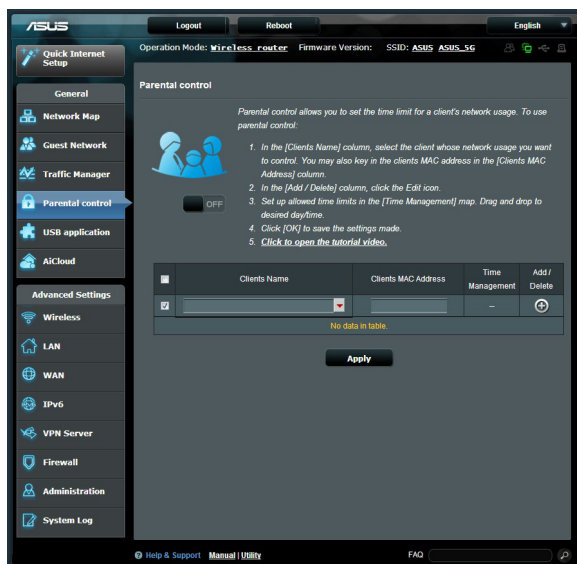 ASUS
Logout
Reboot
English
Quick Internet
Setup
Operation Mode: Wireless router Firmware Version: SSID: ASUS ASUS_5G
General
Network Map
Guest Network
Traffic Manager
Parental control
USB application
AiCloud
Advanced Settings
Wireless
LAN
WAN
IPv6
VPN Server
Firewall
Administration
System Log
Parental control
Parental control allows you to set the time limit for a client's network usage. To use
parental control:
1. In the [Clients Name] column, select the client whose network usage you want
to control. You may also key in the clients MAC address in the [Clients MAC
Address] column.
2. In the [Add / Delete] column, click the Edit icon.
3. Set up allowed time limits in the [Time Management] map. Drag and drop to
desired day/time.
4. Click [OK] to save the settings made.
5. Click to open the tutorial video.
OFF
Clients Name
Clients MAC Address
Time
Management
Add /
Delete
–
No data in table.
Apply
Help & Support Manual | Utility
FAQ